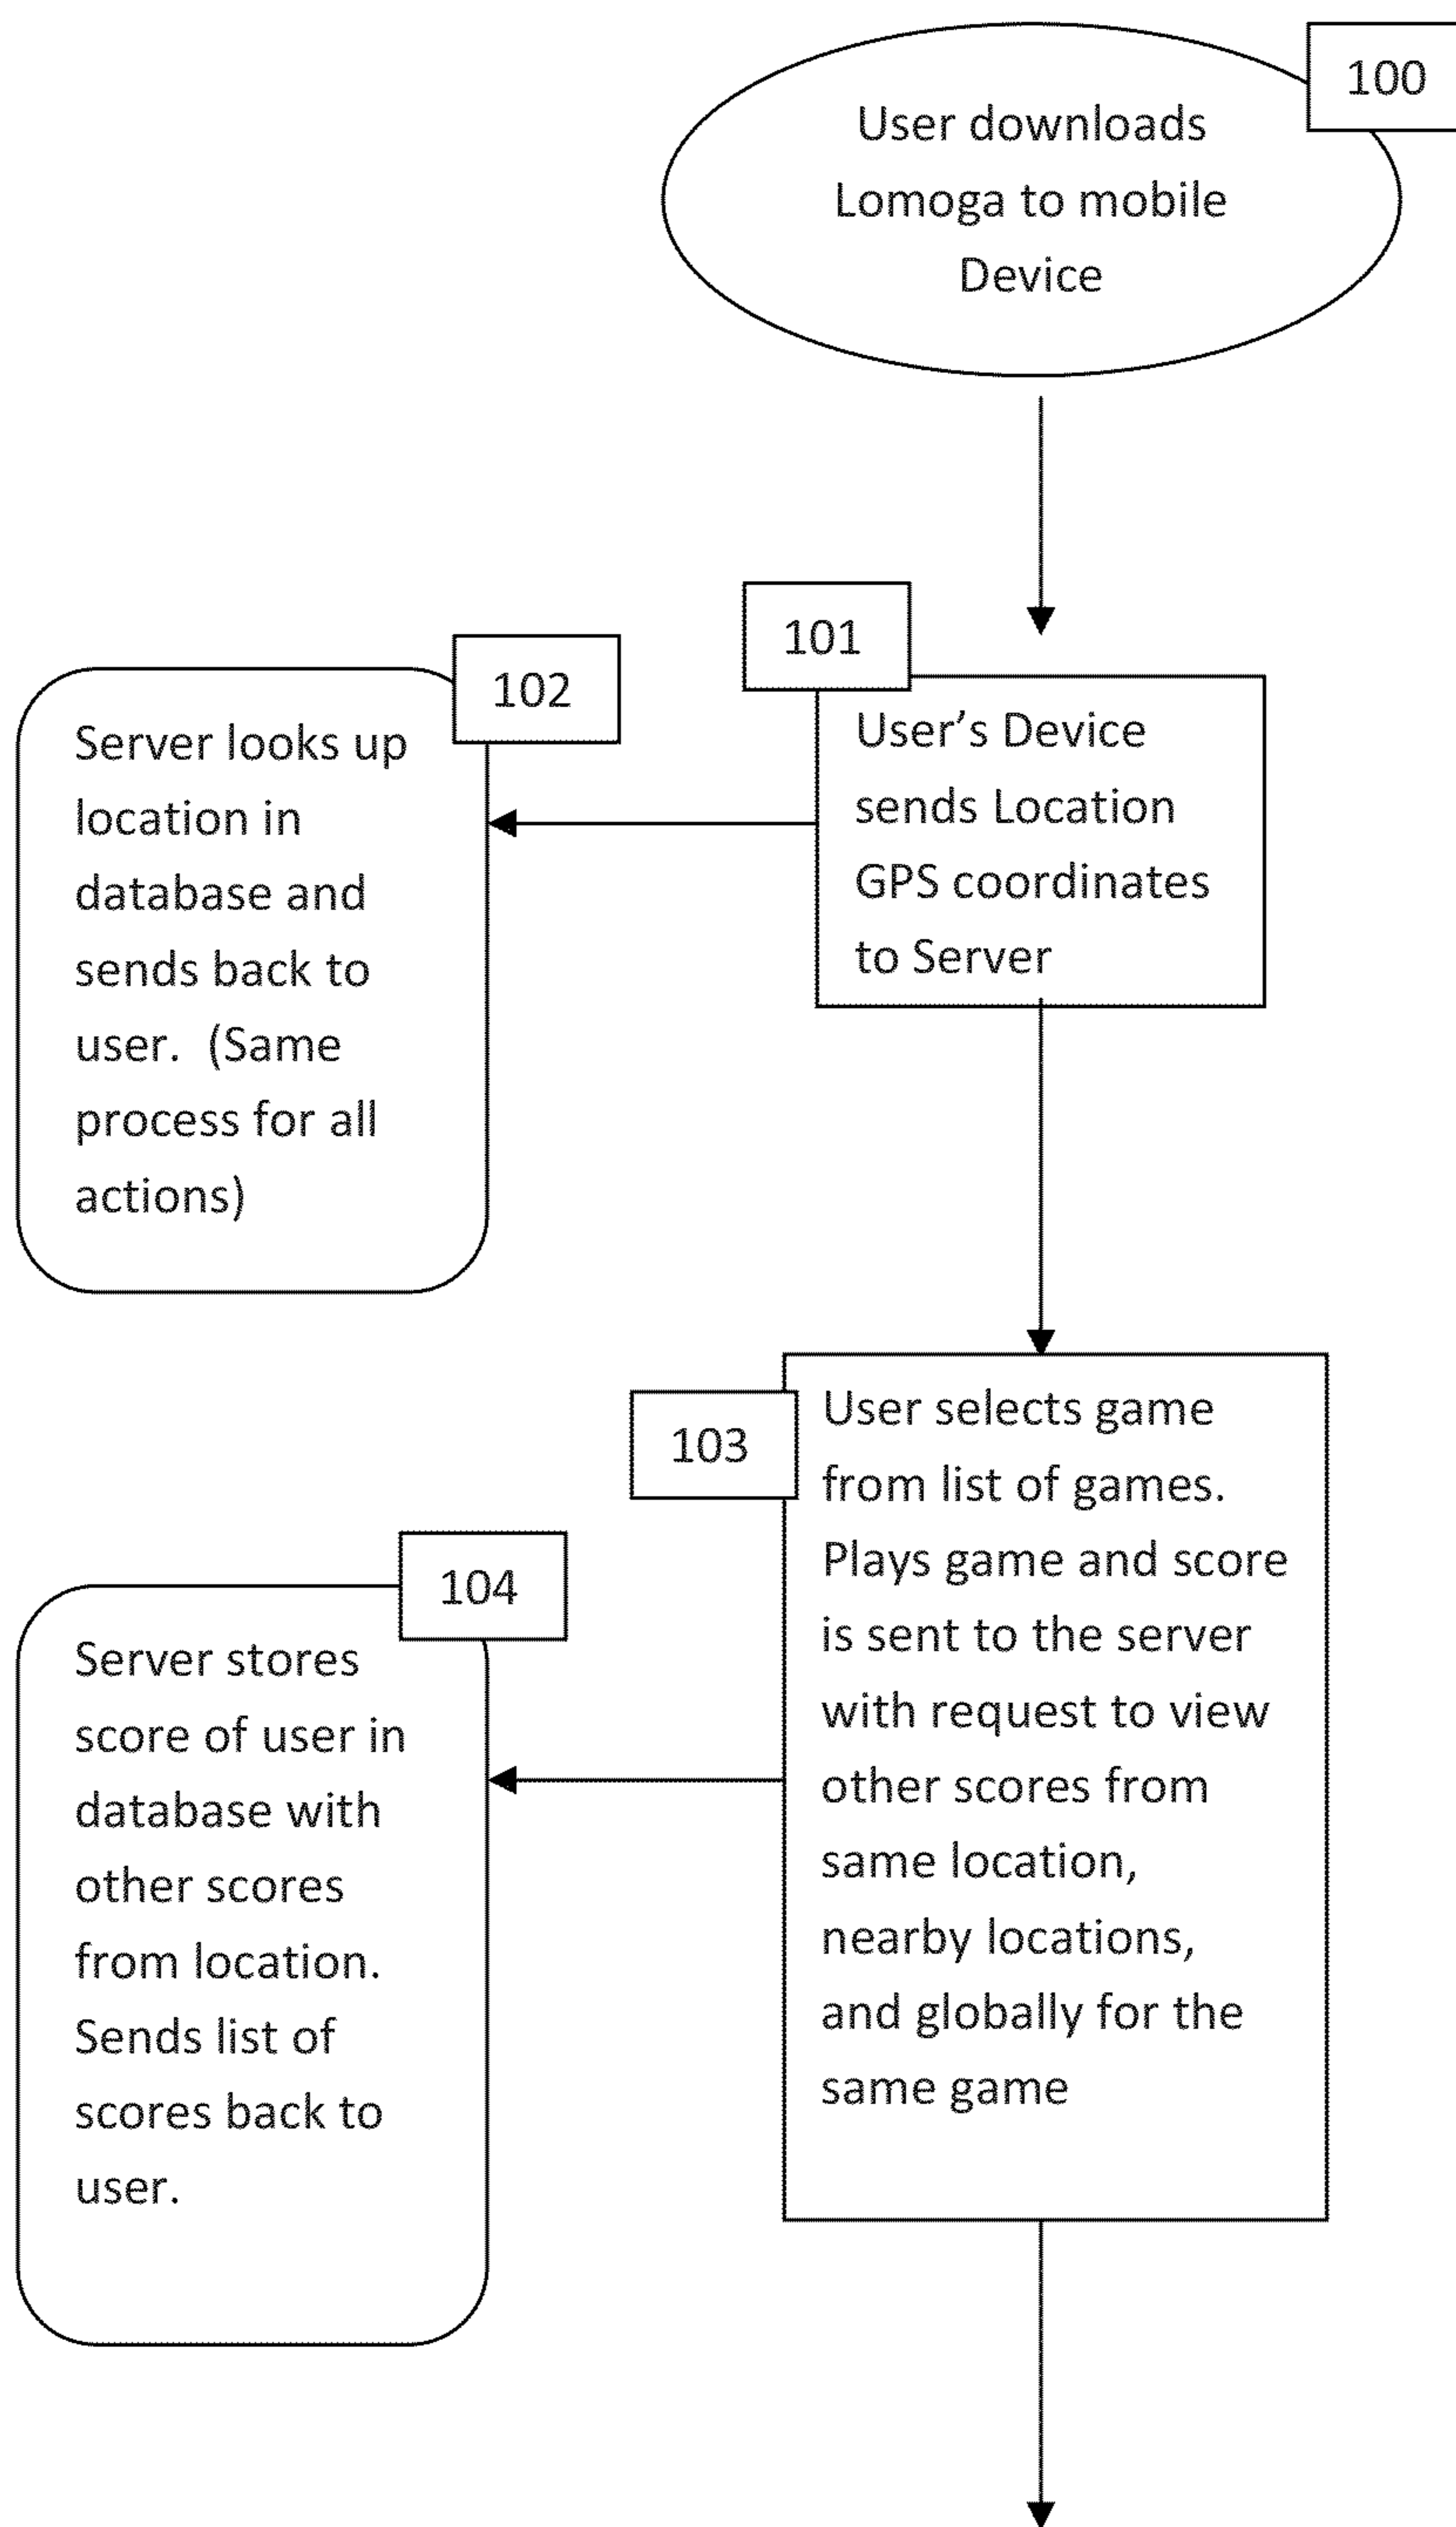 100
User downloads
Lomoga to mobile
Device
101
User’s Device
sends Location
GPS coordinates
to Server
102
Server looks up
location in
database and
sends back to
user.  (Same
process for all
actions)
103
User selects game
from list of games.
Plays game and score
is sent to the server
with request to view
other scores from
same location,
nearby locations,
and globally for the
same game
104
Server stores
score of user in
database with
other scores
from location.
Sends list of
scores back to
user.